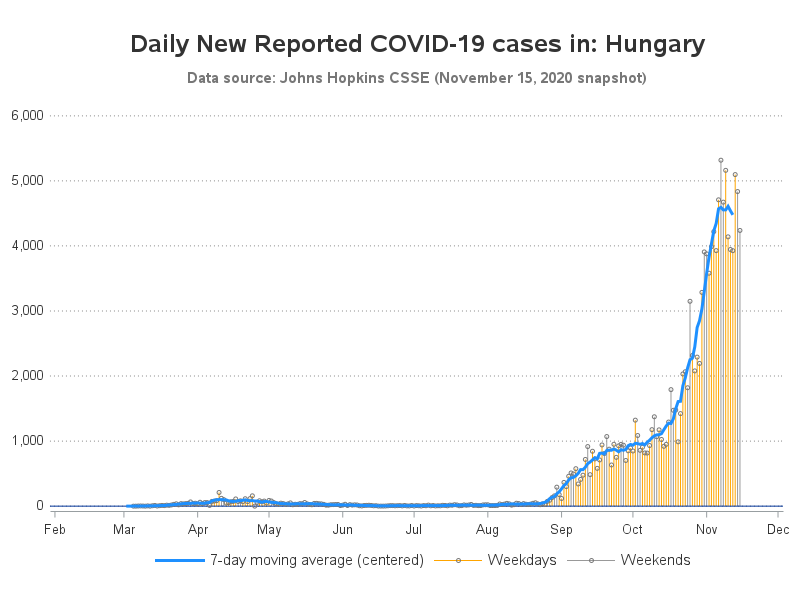 Daily New Reported COVID-19 cases in: Hungary
Data source: Johns Hopkins CSSE (November 15, 2020 snapshot)
6,000
5,000
4,000
3,000
2,000
1,000
0
Feb Mar Apr May Jun Jul Aug Sep Oct Nov Dec
7-day moving average (centered) Weekdays Weekends